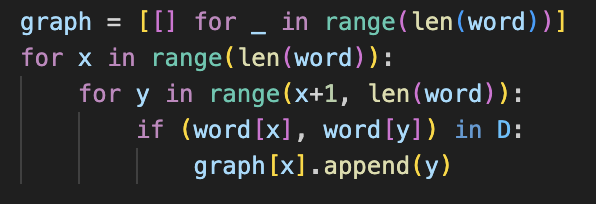 graph = [[] for _ in range(len(word))]
for x in range(len(word)):
    for y in range(x+1, len(word)):
        if (word[x], word[y]) in D:
            graph[x].append(y)